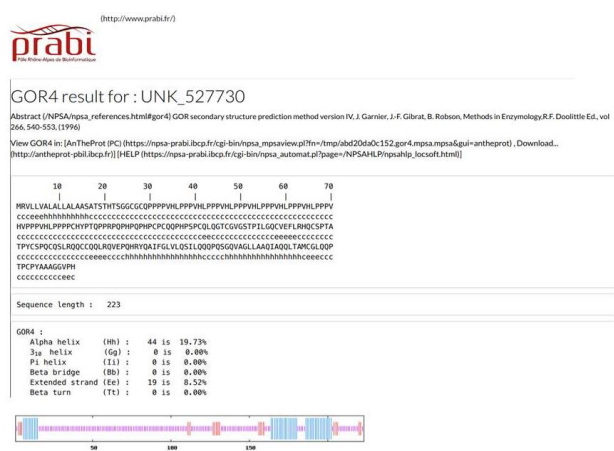 (http://www.prabi.fr/)
prabi
Pôle Rhône-Alpes de Bioinformatique
GOR4 result for : UNK_527730
Abstract (/NPSA/npsa_references.html#gor4) GOR secondary structure prediction method version IV, J. Garnier, J.-F. Gibrat, B. Robson, Methods in Enzymology,R.F. Doolittle Ed., vol
266, 540-553, (1996)
View GOR4 in: [AnTheProt (PC) (https://npsa-prabi.ibcp.fr/cgi-bin/npsa_mpsaview.pl?fn=/tmp/abd20da0c152.gor4.mpsa.mpsa&gui=antheprot) , Download...
(http://antheprot-pbil.ibcp.fr)] [HELP (https://npsa-prabi.ibcp.fr/cgi-bin/npsa_automat.pl?page=/NPSAHLP/npsahlp_locsoft.html)]
10 20 30 40 50 60 70
| | | | | | |
MRVLLVALALLALAASATSTHTSGGCGCQPPPPVHLPPPVHLPPPVHLPPPVHLPPPVHLPPPVHLPPPV
ccceeehhhhhhhhhcccccccccccccccccccccccccccccccccccccccccccccccccccccccc
HVPPPVHLPPPPCHYPTQPPRPQPHPQPHPCPCQQPHPSPCQLQGTCGVGSTPILGQCVEFLRHQCSPTA
ccccccccccccccccccccccccccccccccccccccccceecccccccccccccceeeeecccccccc
TPYCSPQCQSLRQQCCQQLRQVEPQHRYQAIFGLVLQSILQQQPQSGQVAGLLAAQIAQQLTAMCGLQQP
ccccccccccccccceeeeccccchhhhhhhhhhhhhhhhhccccchhhhhhhhhhhhhhhhhceeeccc
TPCPYAAAGGVPH
cccccccccceec
Sequence length : 223
GOR4 :
Alpha helix (Hh) : 44 is 19.73%
3₁₀ helix (Gg) : 0 is 0.00%
Pi helix (Ii) : 0 is 0.00%
Beta bridge (Bb) : 0 is 0.00%
Extended strand (Ee) : 19 is 8.52%
Beta turn (Tt) : 0 is 0.00%
50 100 150